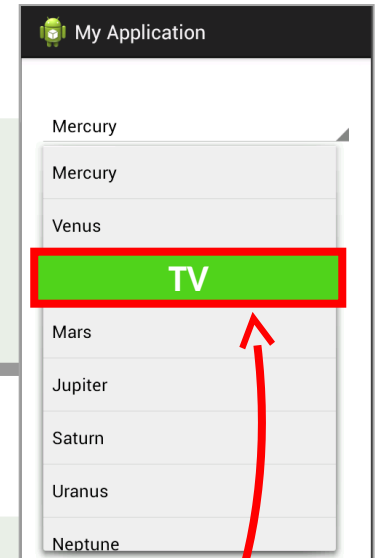 My Application
Mercury
Mercury
Venus
TV
Mars
Jupiter
Saturn
Uranus
Neptune